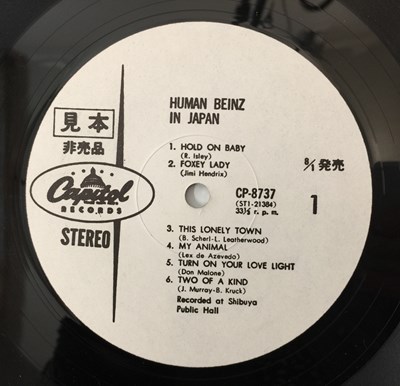 HUMAN BEINZ
IN JAPAN
見本
非売品
1. HOLD ON BABY
(R. Isley)
2. FOXEY LADY
(Jimi Hendrix)
8/1 発売
Capitol
RECORDS
CP-8737
(ST1-21384)
33⅓ r. p. m.
1
STEREO
3. THIS LONELY TOWN
(B. Scherl-L. Leatherwood)
4. MY ANIMAL
(Lex de Azevedo)
5. TURN ON YOUR LOVE LIGHT
(Don Malone)
6. TWO OF A KIND
(J. Murray-B. Kruck)
Recorded at Shibuya
Public Hall